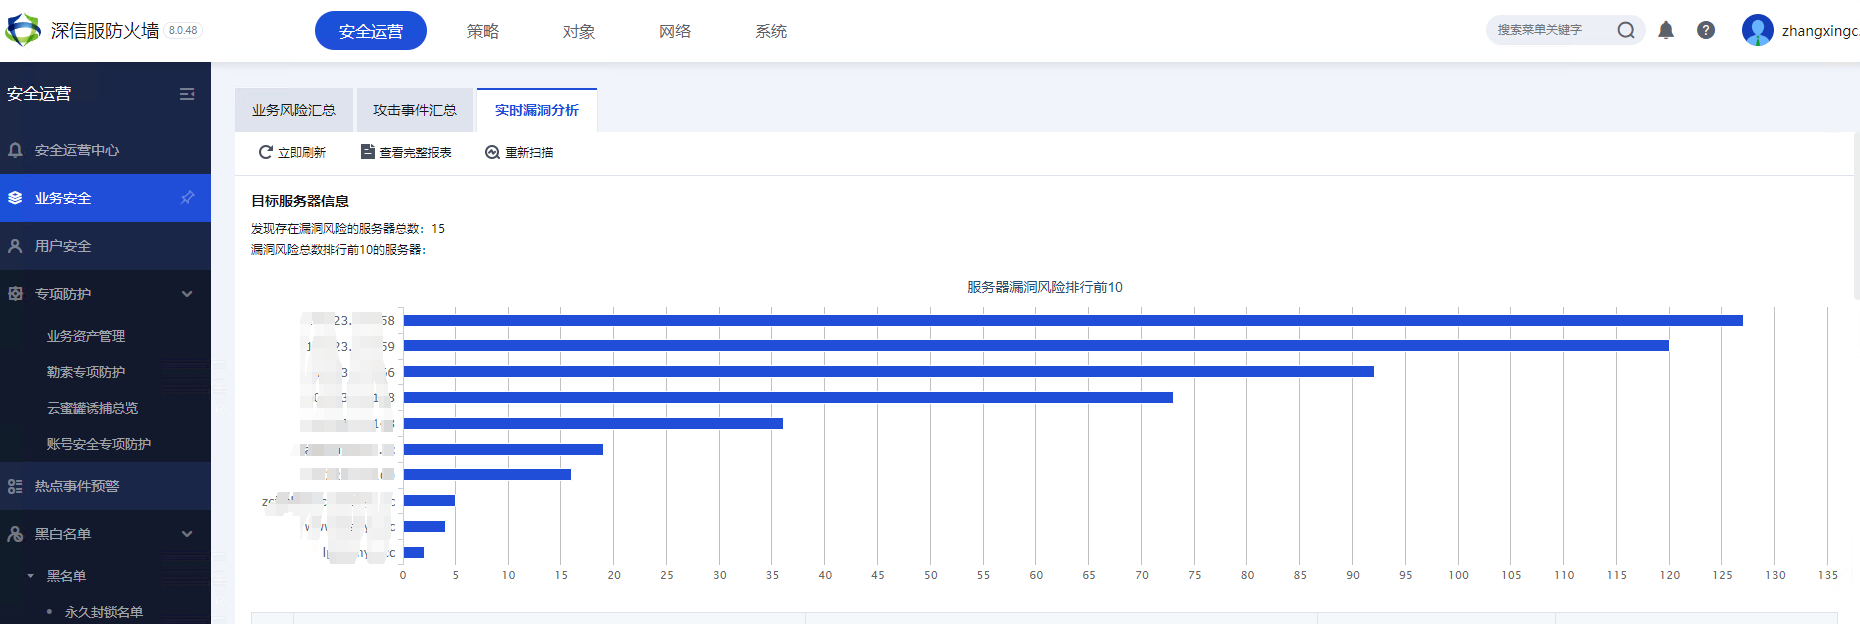 深信服防火墙 8.0.48 安全运营 策略 对象 网络 系统 搜索菜单关键字 zhangxingc
安全运营
安全运营中心
业务安全
用户安全
专项防护
业务资产管理
勒索专项防护
云蜜罐诱捕总览
账号安全专项防护
热点事件预警
黑白名单
黑名单
永久封锁名单
业务风险汇总 攻击事件汇总 实时漏洞分析
立即刷新 查看完整报表 重新扫描
目标服务器信息
发现存在漏洞风险的服务器总数：15
漏洞风险总数排行前10的服务器：
服务器漏洞风险排行前10
0 5 10 15 20 25 30 35 40 45 50 55 60 65 70 75 80 85 90 95 100 105 110 115 120 125 130 135